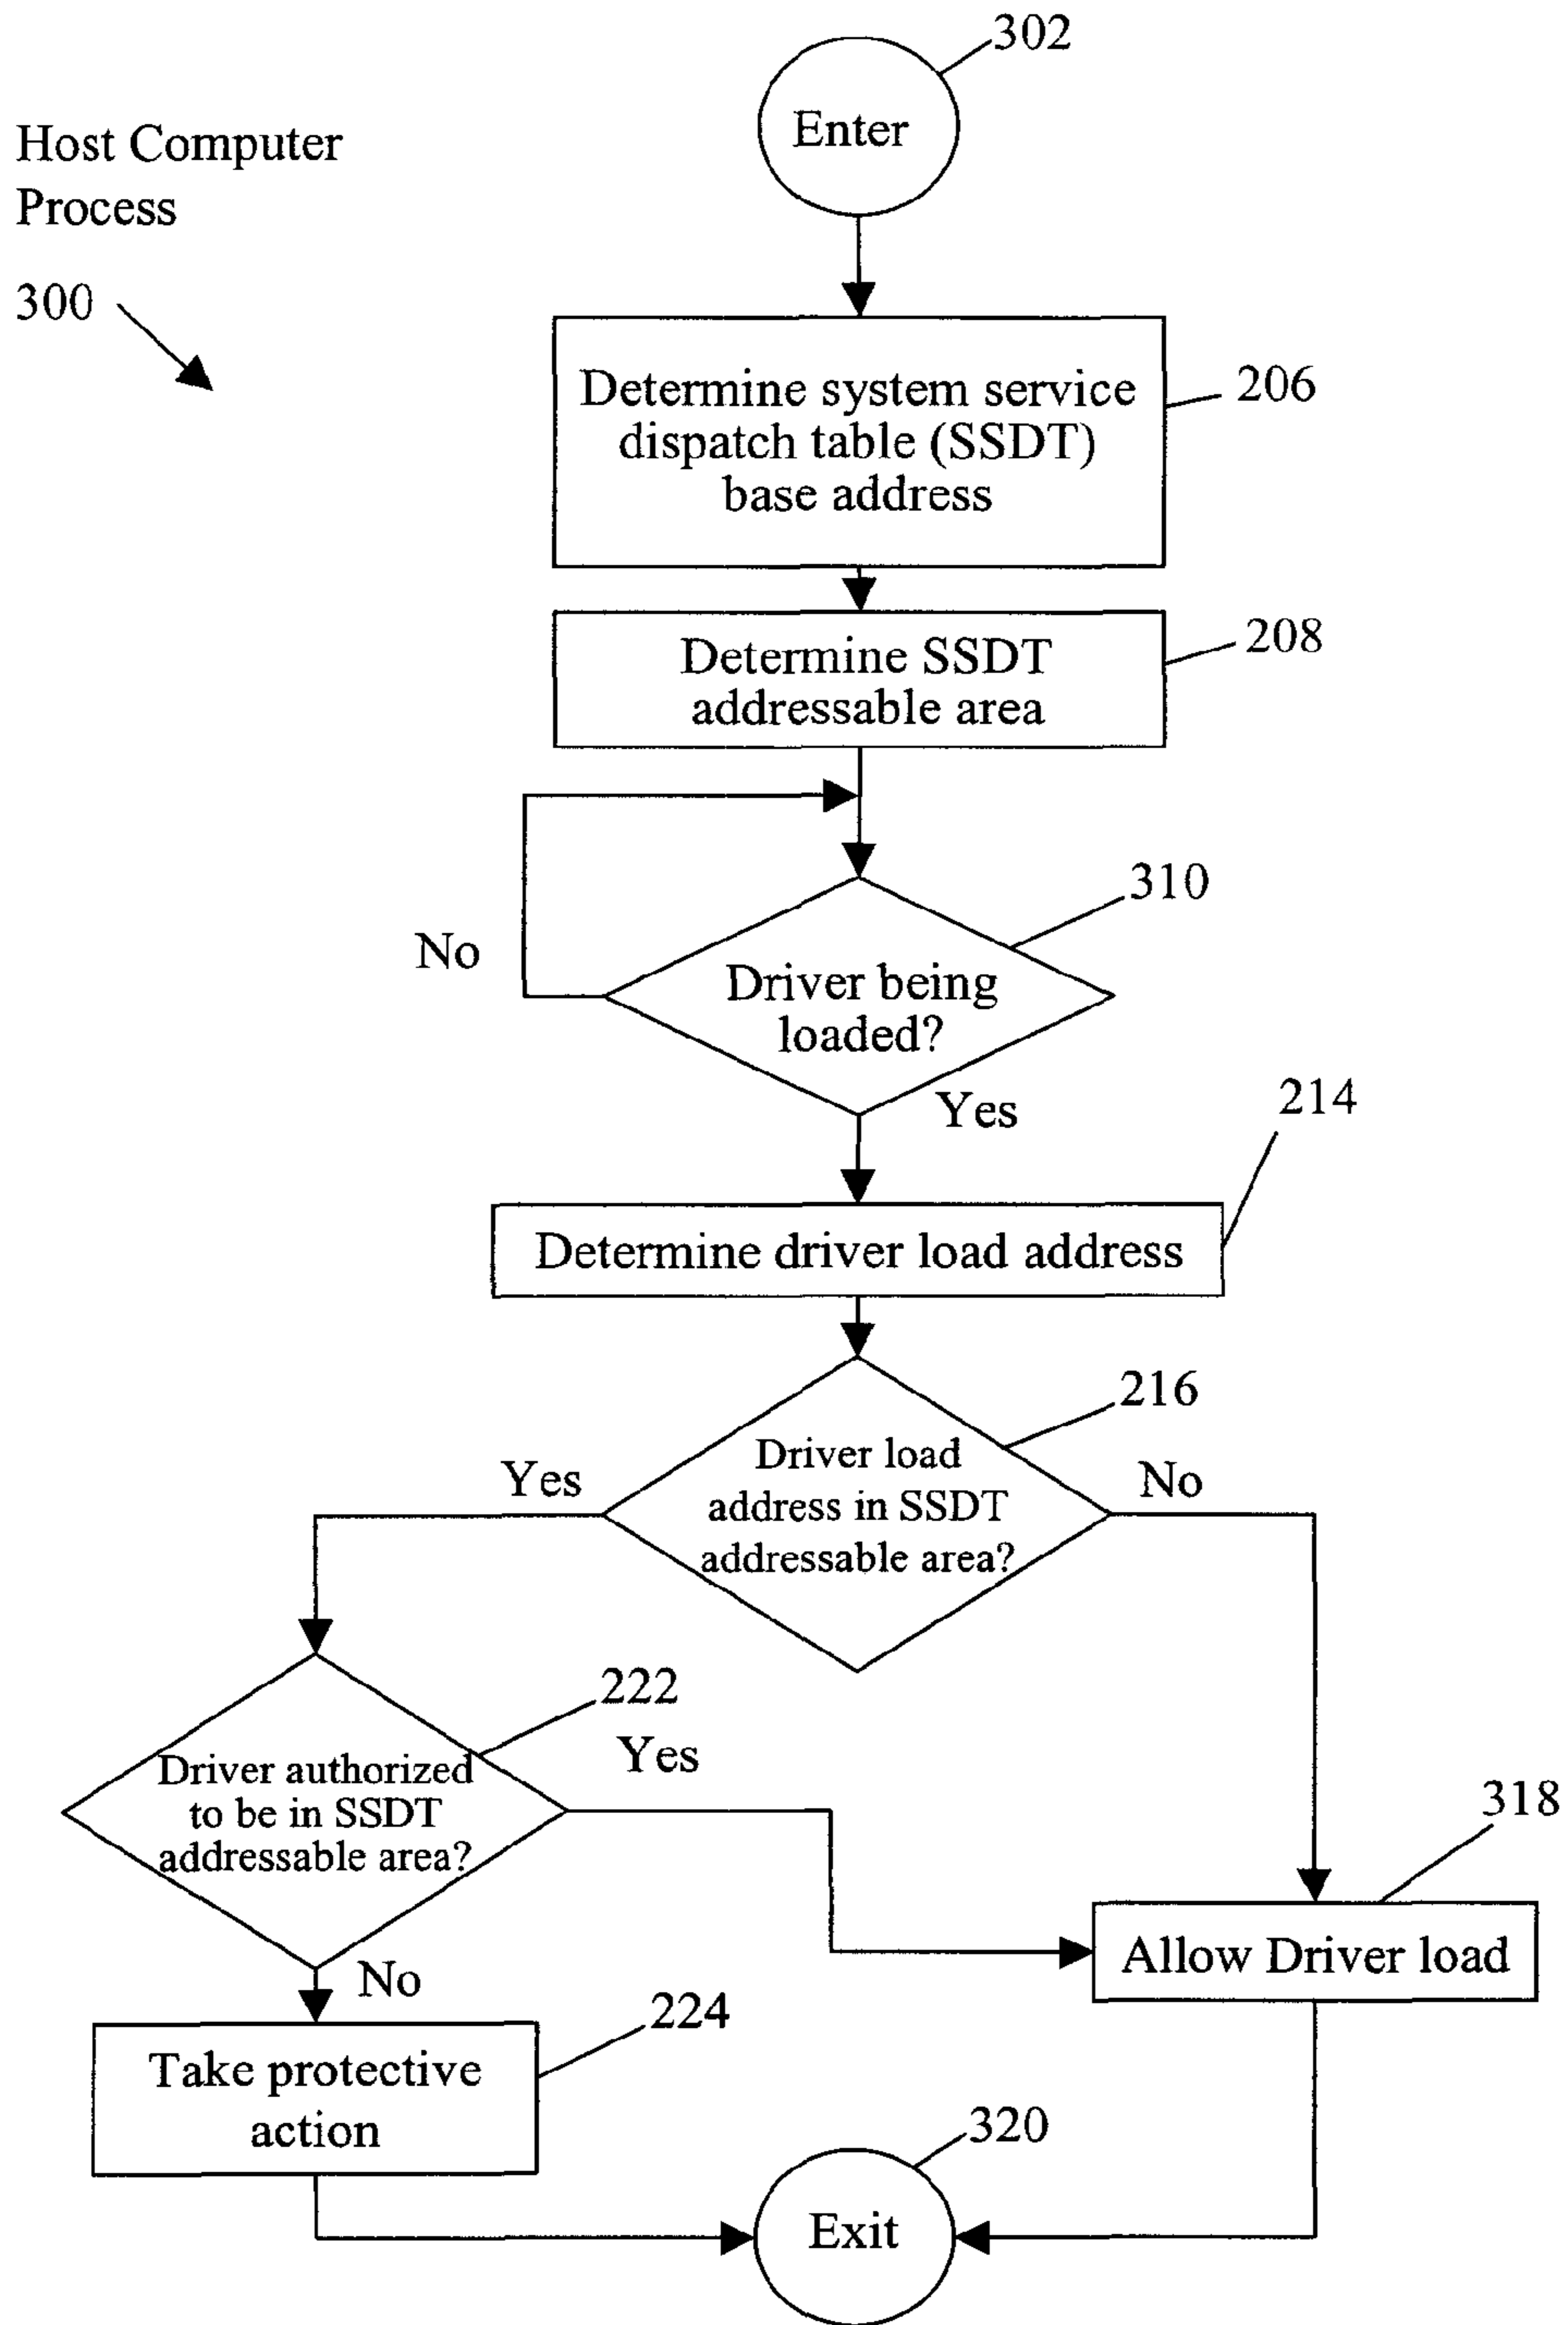 302
Enter
Host Computer
Process
300
Determine system service
dispatch table (SSDT)
base address
206
Determine SSDT
addressable area
208
310
No
Driver being
loaded?
Yes
214
Determine driver load address
216
Yes
Driver load
address in SSDT
addressable area?
No
222
Driver authorized
to be in SSDT
addressable area?
Yes
318
Allow Driver load
No
224
Take protective
action
320
Exit